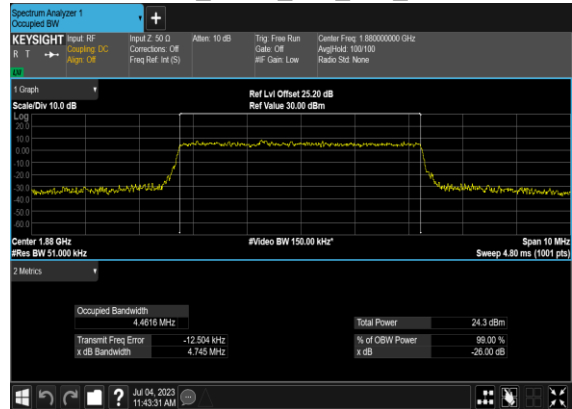 Spectrum Analyzer 1
Occupied BW
+
KEYSIGHT Input: RF Input Z: 50 Ω Atten: 10 dB Trig: Free Run Center Freq: 1.880000000 GHz
R T Coupling: DC Corrections: Off Gate: Off Avg|Hold: 100/100
Align: Off Freq Ref: Int (S) #IF Gain: Low Radio Std: None
1 Graph
Ref Lvl Offset 25.20 dB
Scale/Div 10.0 dB Ref Value 30.00 dBm
Log
20.0
10.0
0.00
-10.0
-20.0
-30.0
-40.0
-50.0
-60.0
Center 1.88 GHz #Video BW 150.00 kHz* Span 10 MHz
#Res BW 51.000 kHz Sweep 4.80 ms (1001 pts)
2 Metrics
Occupied Bandwidth
4.4616 MHz Total Power 24.3 dBm
Transmit Freq Error -12.504 kHz % of OBW Power 99.00 %
x dB Bandwidth 4.745 MHz x dB -26.00 dB
? Jul 04, 2023
11:43:31 AM